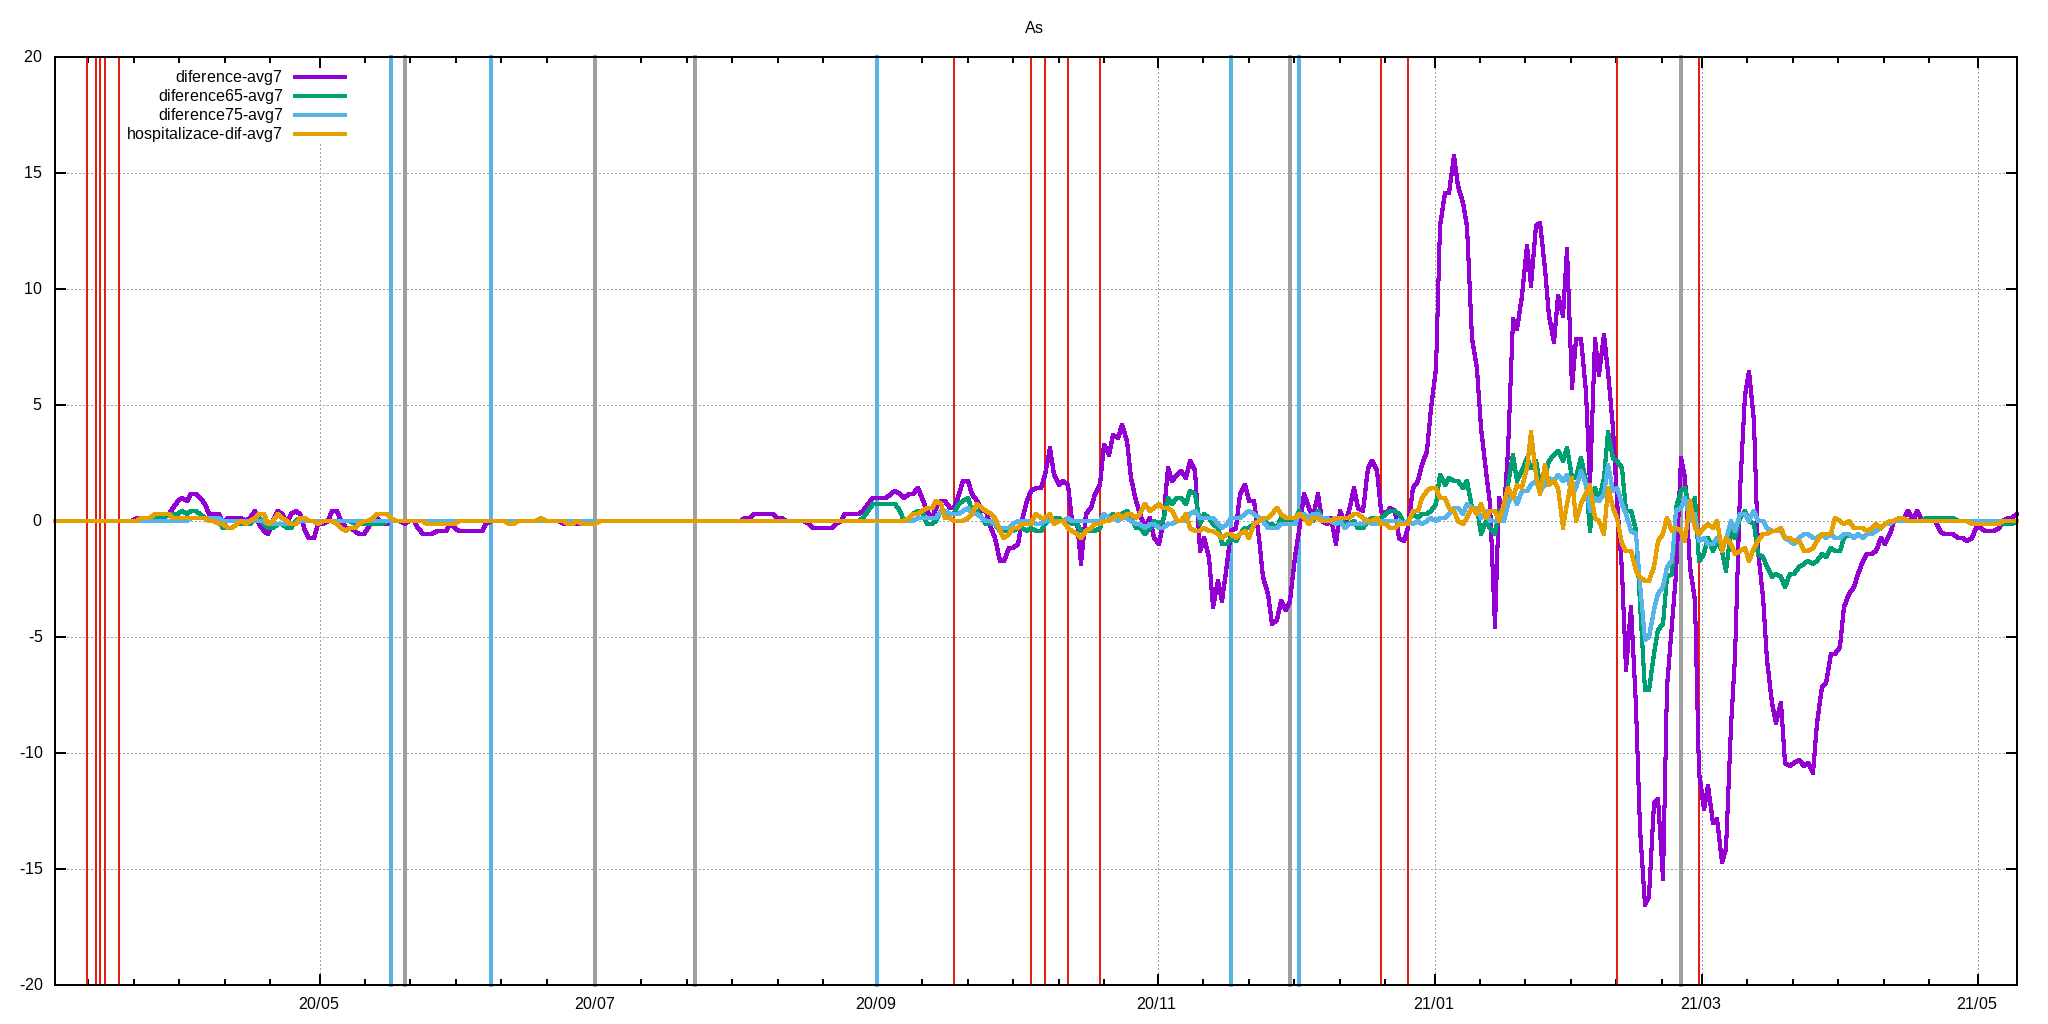 As
20
15
10
5
0
-5
-10
-15
-20
diference-avg7
diference65-avg7
diference75-avg7
hospitalizace-dif-avg7
20/05 20/07 20/09 20/11 21/01 21/03 21/05